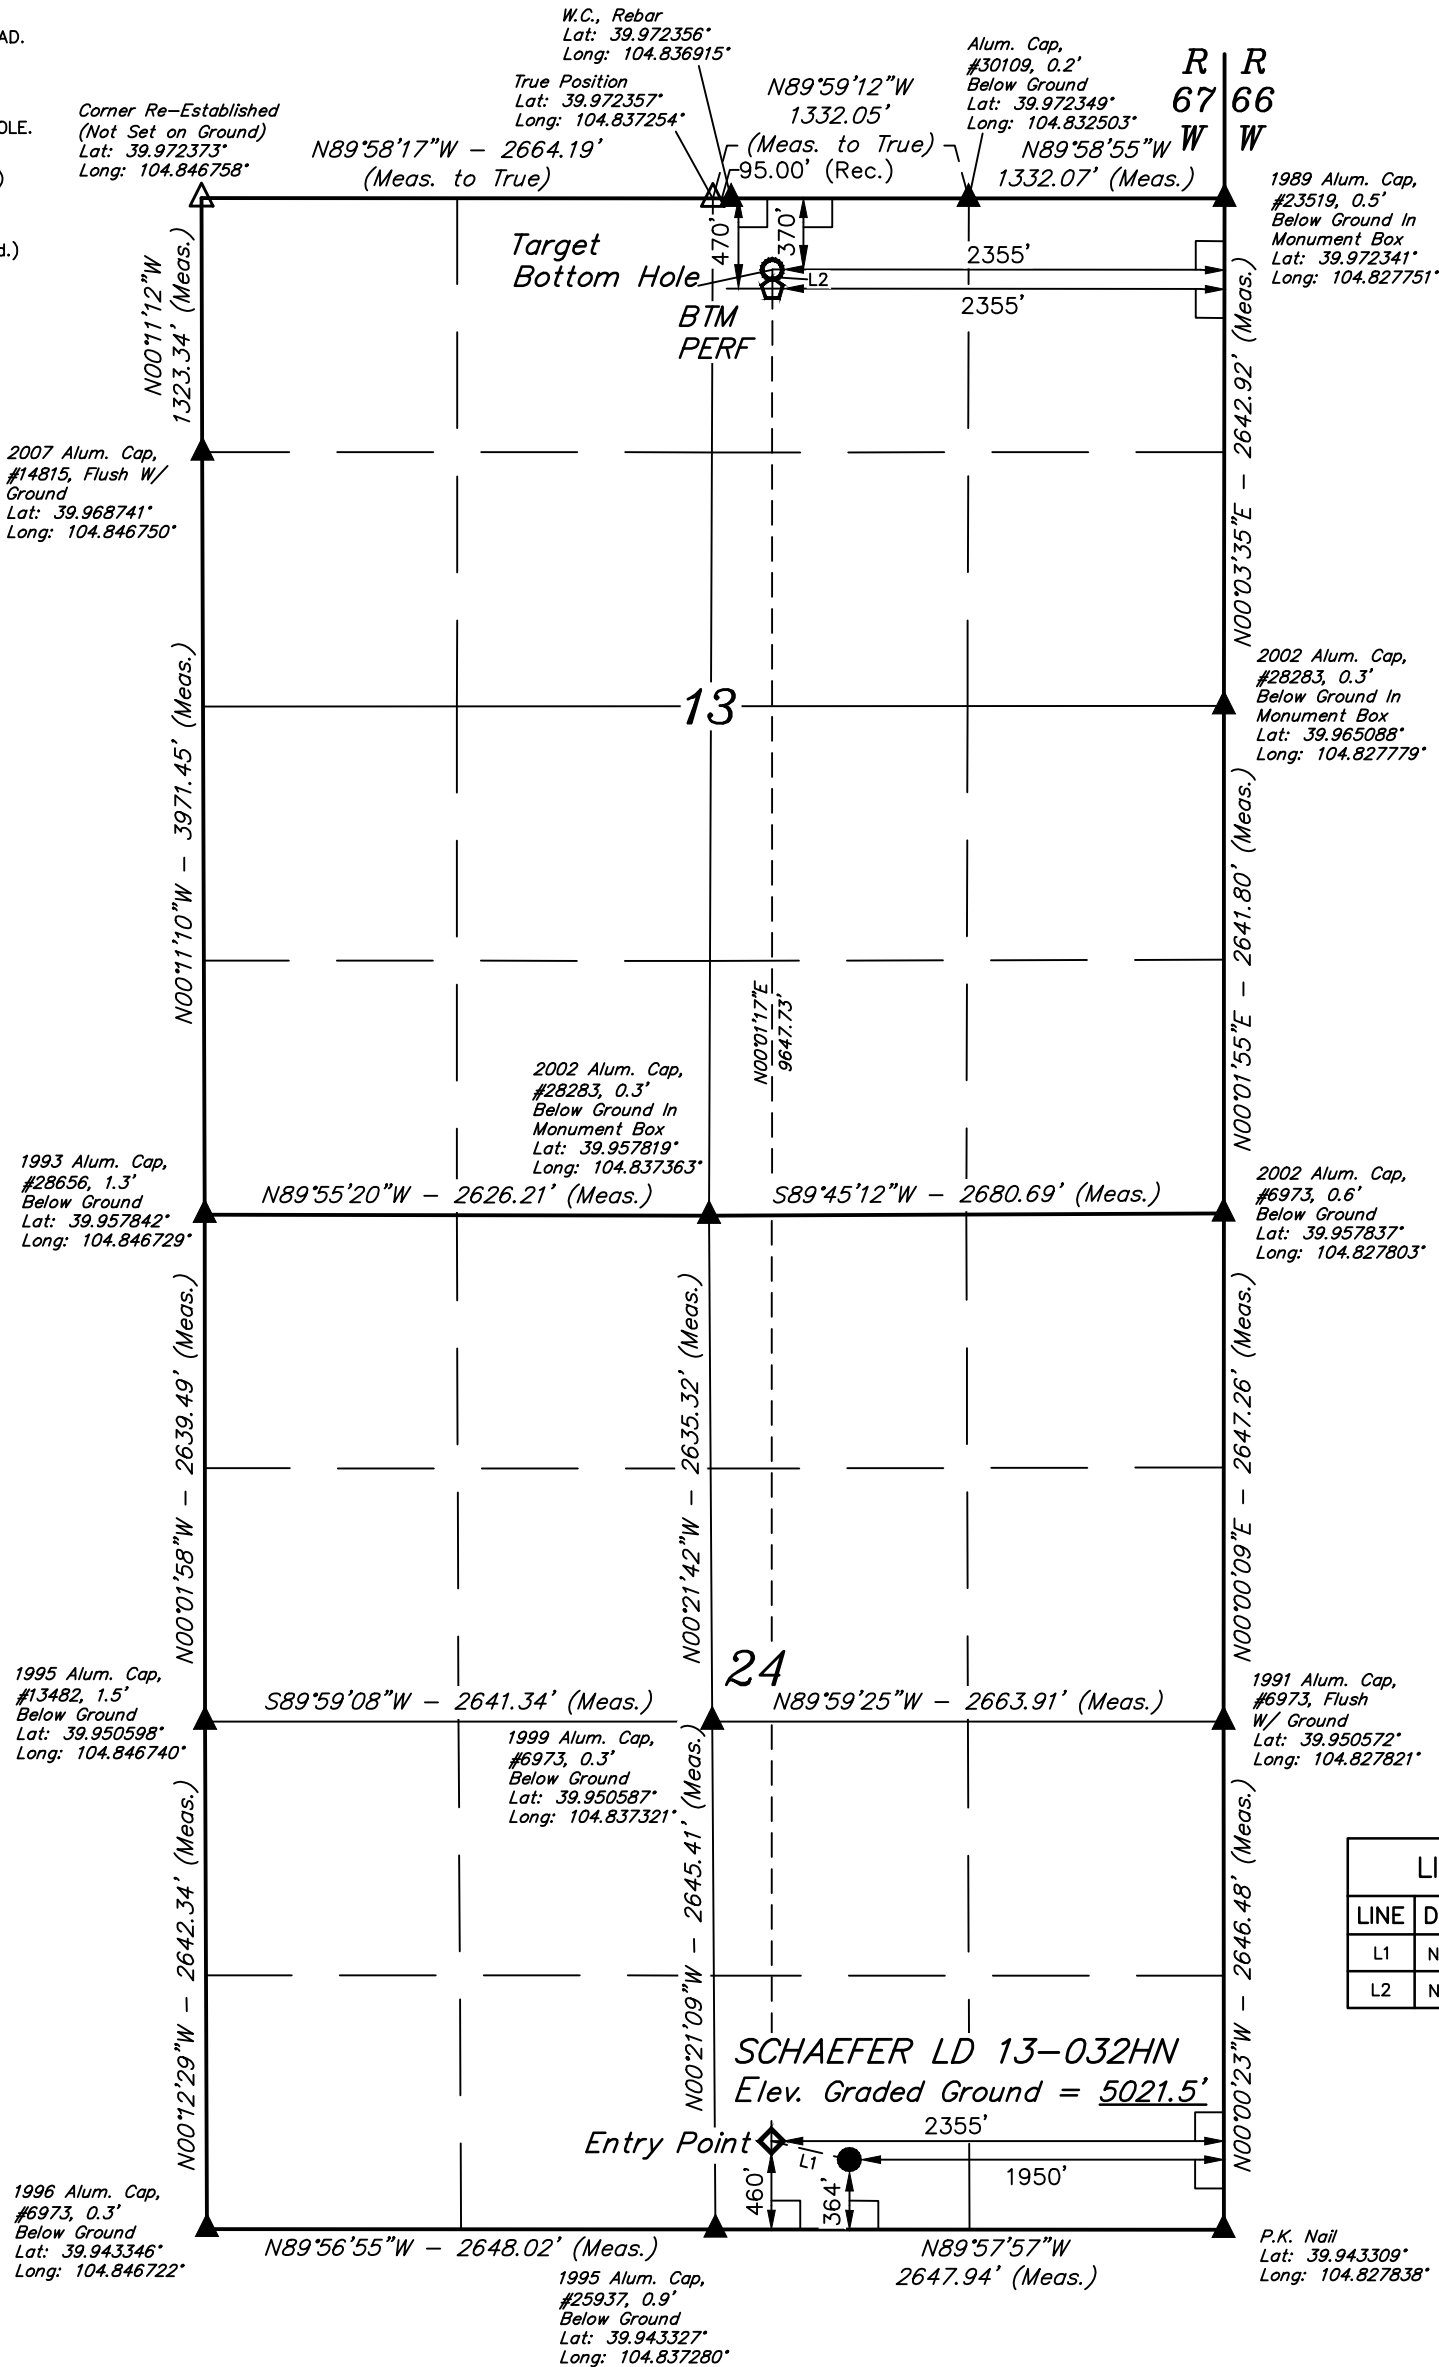 AD.
OLE.
)
d.)
W.C., Rebar
Lat: 39.972356°
Long: 104.836915°
True Position
Lat: 39.972357°
Long: 104.837254°
Alum. Cap,
#30109, 0.2'
Below Ground
Lat: 39.972349°
Long: 104.832503°
R R
67 66
W W
Corner Re-Established
(Not Set on Ground)
Lat: 39.972373°
Long: 104.846758°
N89°58'17"W - 2664.19'
(Meas. to True)
N89°59'12"W
1332.05'
(Meas. to True)
95.00' (Rec.)
N89°58'55"W
1332.07' (Meas.)
1989 Alum. Cap,
#23519, 0.5'
Below Ground In
Monument Box
Lat: 39.972341°
Long: 104.827751°
Target
Bottom Hole
470'
370'
2355'
L2
2355'
BTM
PERF
N00°11'12"W
1323.34' (Meas.)
N00°03'35"E - 2642.92' (Meas.)
2007 Alum. Cap,
#14815, Flush W/
Ground
Lat: 39.968741°
Long: 104.846750°
2002 Alum. Cap,
#28283, 0.3'
Below Ground In
Monument Box
Lat: 39.965088°
Long: 104.827779°
13
N00°11'10"W - 3971.45' (Meas.)
N00°01'55"E - 2641.80' (Meas.)
N00°01'17"E
9647.73'
2002 Alum. Cap,
#28283, 0.3'
Below Ground In
Monument Box
Lat: 39.957819°
Long: 104.837363°
1993 Alum. Cap,
#28656, 1.3'
Below Ground
Lat: 39.957842°
Long: 104.846729°
N89°55'20"W - 2626.21' (Meas.)
S89°45'12"W - 2680.69' (Meas.)
2002 Alum. Cap,
#6973, 0.6'
Below Ground
Lat: 39.957837°
Long: 104.827803°
N00°01'58"W - 2639.49' (Meas.)
N00°21'42"W - 2635.32' (Meas.)
N00°00'09"E - 2647.26' (Meas.)
24
1995 Alum. Cap,
#13482, 1.5'
Below Ground
Lat: 39.950598°
Long: 104.846740°
S89°59'08"W - 2641.34' (Meas.)
N89°59'25"W - 2663.91' (Meas.)
1991 Alum. Cap,
#6973, Flush
W/ Ground
Lat: 39.950572°
Long: 104.827821°
1999 Alum. Cap,
#6973, 0.3'
Below Ground
Lat: 39.950587°
Long: 104.837321°
N00°12'29"W - 2642.34' (Meas.)
N00°21'09"W - 2645.41' (Meas.)
N00°00'23"W - 2646.48' (Meas.)
LI
LINE D
L1 N
L2 N
SCHAEFER LD 13-032HN
Elev. Graded Ground = 5021.5'
Entry Point
2355'
L1
1950'
460'
364'
1996 Alum. Cap,
#6973, 0.3'
Below Ground
Lat: 39.943346°
Long: 104.846722°
N89°56'55"W - 2648.02' (Meas.)
N89°57'57"W
2647.94' (Meas.)
P.K. Nail
Lat: 39.943309°
Long: 104.827838°
1995 Alum. Cap,
#25937, 0.9'
Below Ground
Lat: 39.943327°
Long: 104.837280°